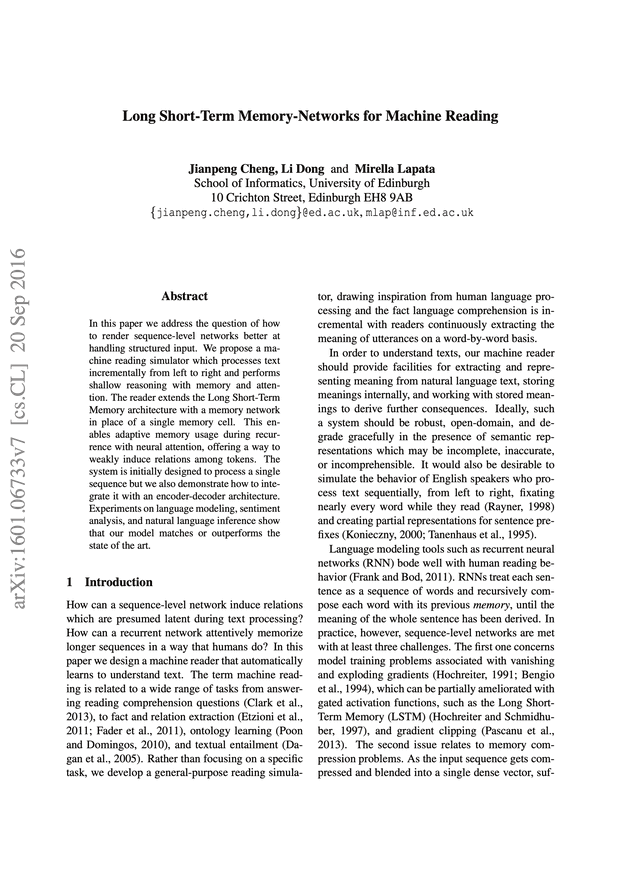 Long Short-Term Memory-Networks for Machine Reading
Jianpeng Cheng, Li Dong and Mirella Lapata
School of Informatics, University of Edinburgh
10 Crichton Street, Edinburgh EH8 9AB
{jianpeng.cheng,li.dong}@ed.ac.uk, mlap@inf.ed.ac.uk
arXiv:1601.06733v7 [cs.CL] 20 Sep 2016
Abstract
In this paper we address the question of how
to render sequence-level networks better at
handling structured input. We propose a ma-
chine reading simulator which processes text
incrementally from left to right and performs
shallow reasoning with memory and atten-
tion. The reader extends the Long Short-Term
Memory architecture with a memory network
in place of a single memory cell. This en-
ables adaptive memory usage during recur-
rence with neural attention, offering a way to
weakly induce relations among tokens. The
system is initially designed to process a single
sequence but we also demonstrate how to inte-
grate it with an encoder-decoder architecture.
Experiments on language modeling, sentiment
analysis, and natural language inference show
that our model matches or outperforms the
state of the art.
1 Introduction
How can a sequence-level network induce relations
which are presumed latent during text processing?
How can a recurrent network attentively memorize
longer sequences in a way that humans do? In this
paper we design a machine reader that automatically
learns to understand text. The term machine read-
ing is related to a wide range of tasks from answer-
ing reading comprehension questions (Clark et al.,
2013), to fact and relation extraction (Etzioni et al.,
2011; Fader et al., 2011), ontology learning (Poon
and Domingos, 2010), and textual entailment (Da-
gan et al., 2005). Rather than focusing on a specific
task, we develop a general-purpose reading simula-
tor, drawing inspiration from human language pro-
cessing and the fact language comprehension is in-
cremental with readers continuously extracting the
meaning of utterances on a word-by-word basis.
In order to understand texts, our machine reader
should provide facilities for extracting and repre-
senting meaning from natural language text, storing
meanings internally, and working with stored mean-
ings to derive further consequences. Ideally, such
a system should be robust, open-domain, and de-
grade gracefully in the presence of semantic rep-
resentations which may be incomplete, inaccurate,
or incomprehensible. It would also be desirable to
simulate the behavior of English speakers who pro-
cess text sequentially, from left to right, fixating
nearly every word while they read (Rayner, 1998)
and creating partial representations for sentence pre-
fixes (Konieczny, 2000; Tanenhaus et al., 1995).
Language modeling tools such as recurrent neural
networks (RNN) bode well with human reading be-
havior (Frank and Bod, 2011). RNNs treat each sen-
tence as a sequence of words and recursively com-
pose each word with its previous memory, until the
meaning of the whole sentence has been derived. In
practice, however, sequence-level networks are met
with at least three challenges. The first one concerns
model training problems associated with vanishing
and exploding gradients (Hochreiter, 1991; Bengio
et al., 1994), which can be partially ameliorated with
gated activation functions, such as the Long Short-
Term Memory (LSTM) (Hochreiter and Schmidhu-
ber, 1997), and gradient clipping (Pascanu et al.,
2013). The second issue relates to memory com-
pression problems. As the input sequence gets com-
pressed and blended into a single dense vector, suf-